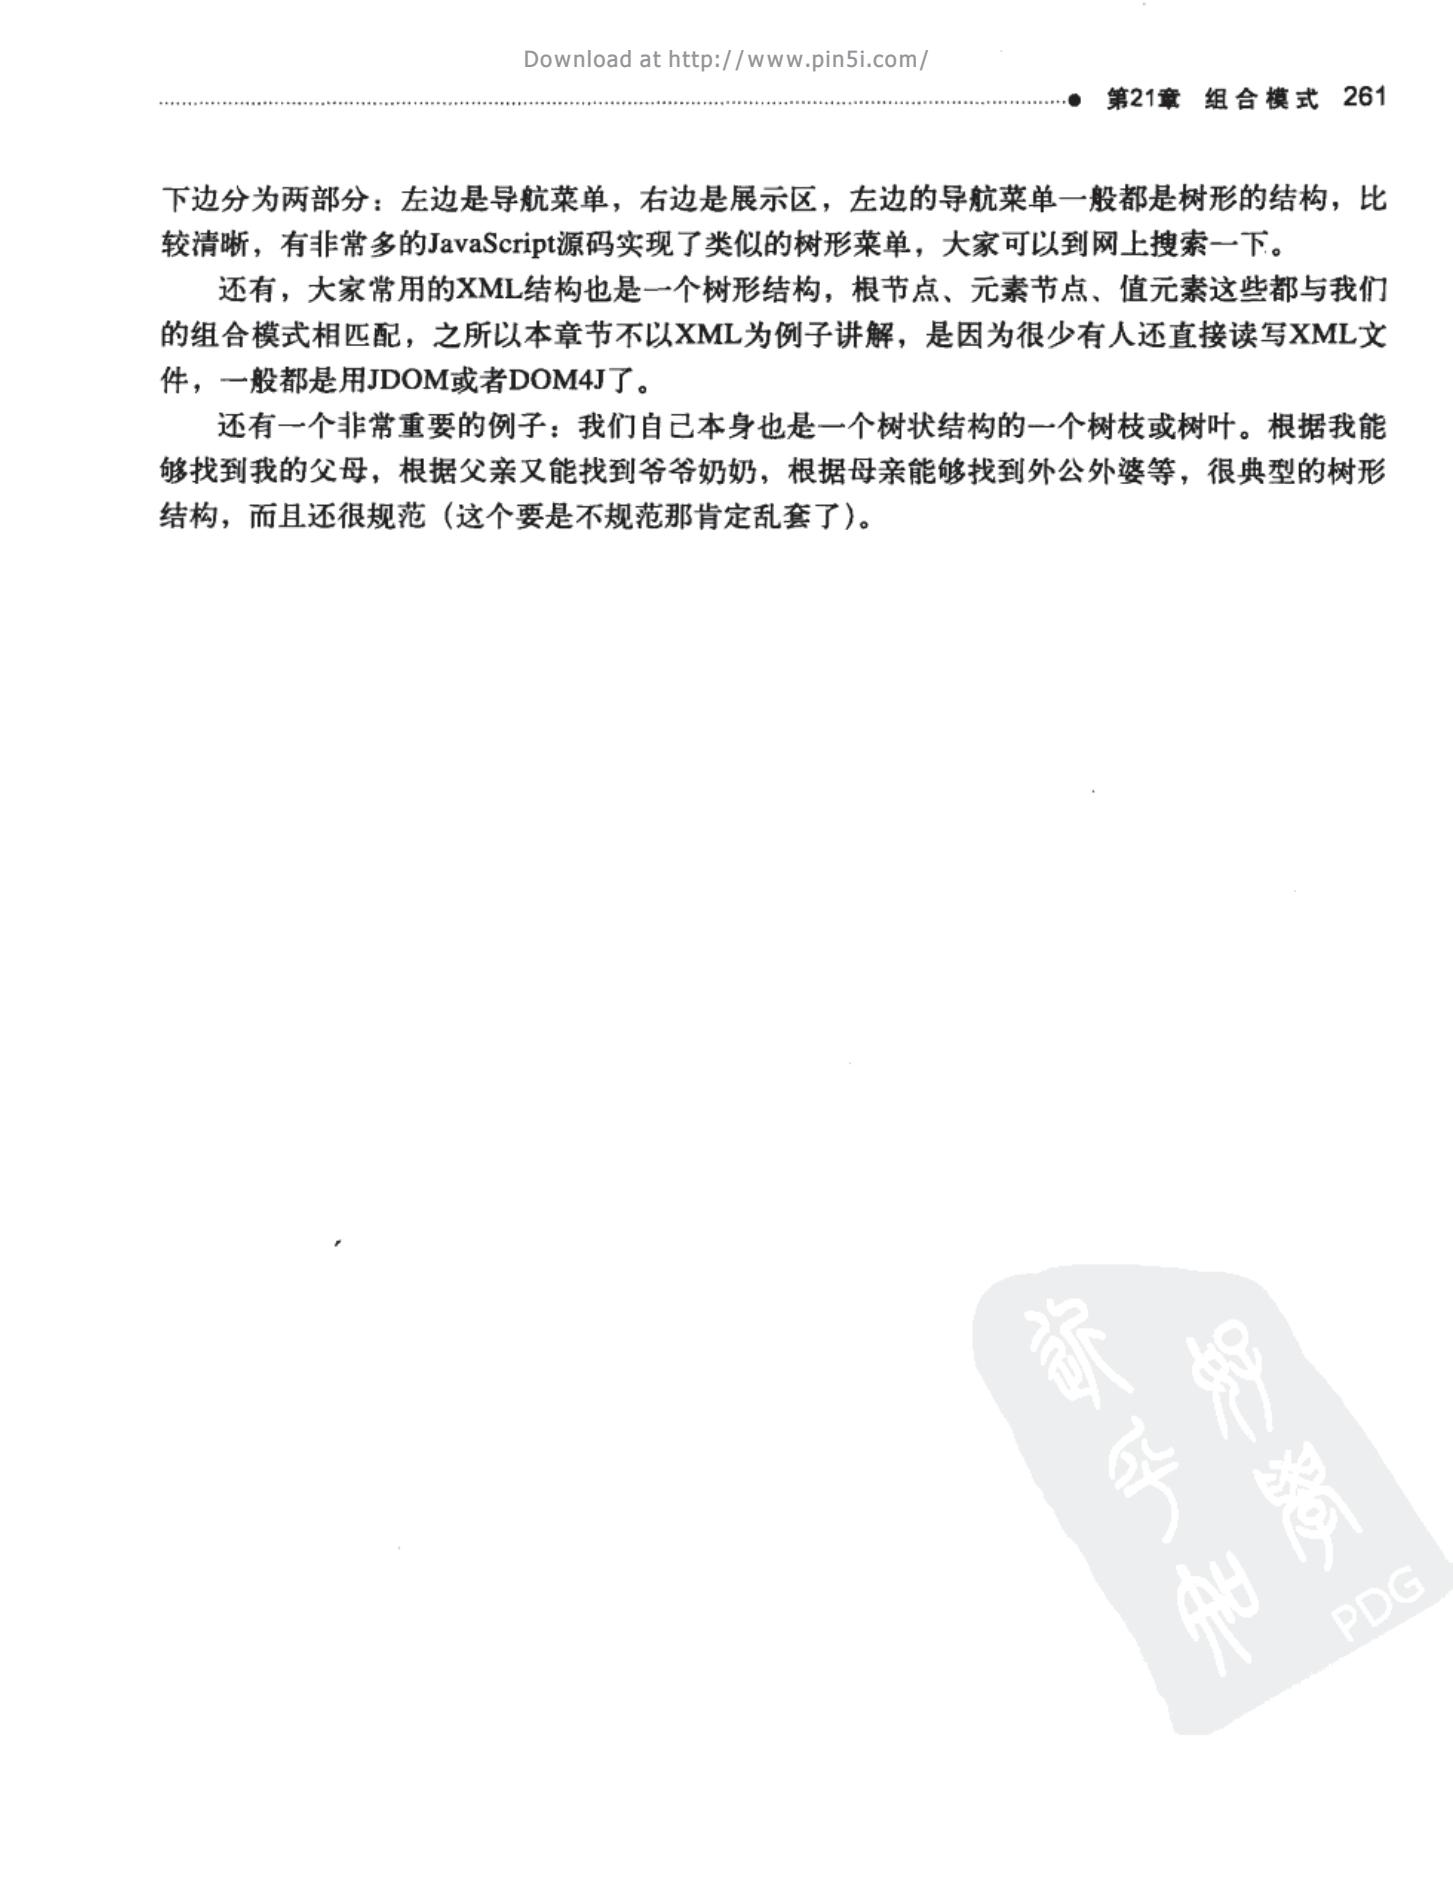 Download at http://www.pin5i.com/
第21章 组合模式 261
下边分为两部分：左边是导航菜单，右边是展示区，左边的导航菜单一般都是树形的结构，比
较清晰，有非常多的JavaScript源码实现了类似的树形菜单，大家可以到网上搜索一下。
还有，大家常用的XML结构也是一个树形结构，根节点、元素节点、值元素这些都与我们
的组合模式相匹配，之所以本章节不以XML为例子讲解，是因为很少有人还直接读写XML文
件，一般都是用JDOM或者DOM4J了。
还有一个非常重要的例子：我们自己本身也是一个树状结构的一个树枝或树叶。根据我能
够找到我的父母，根据父亲又能找到爷爷奶奶，根据母亲能够找到外公外婆等，很典型的树形
结构，而且还很规范（这个要是不规范那肯定乱套了）。
PDG